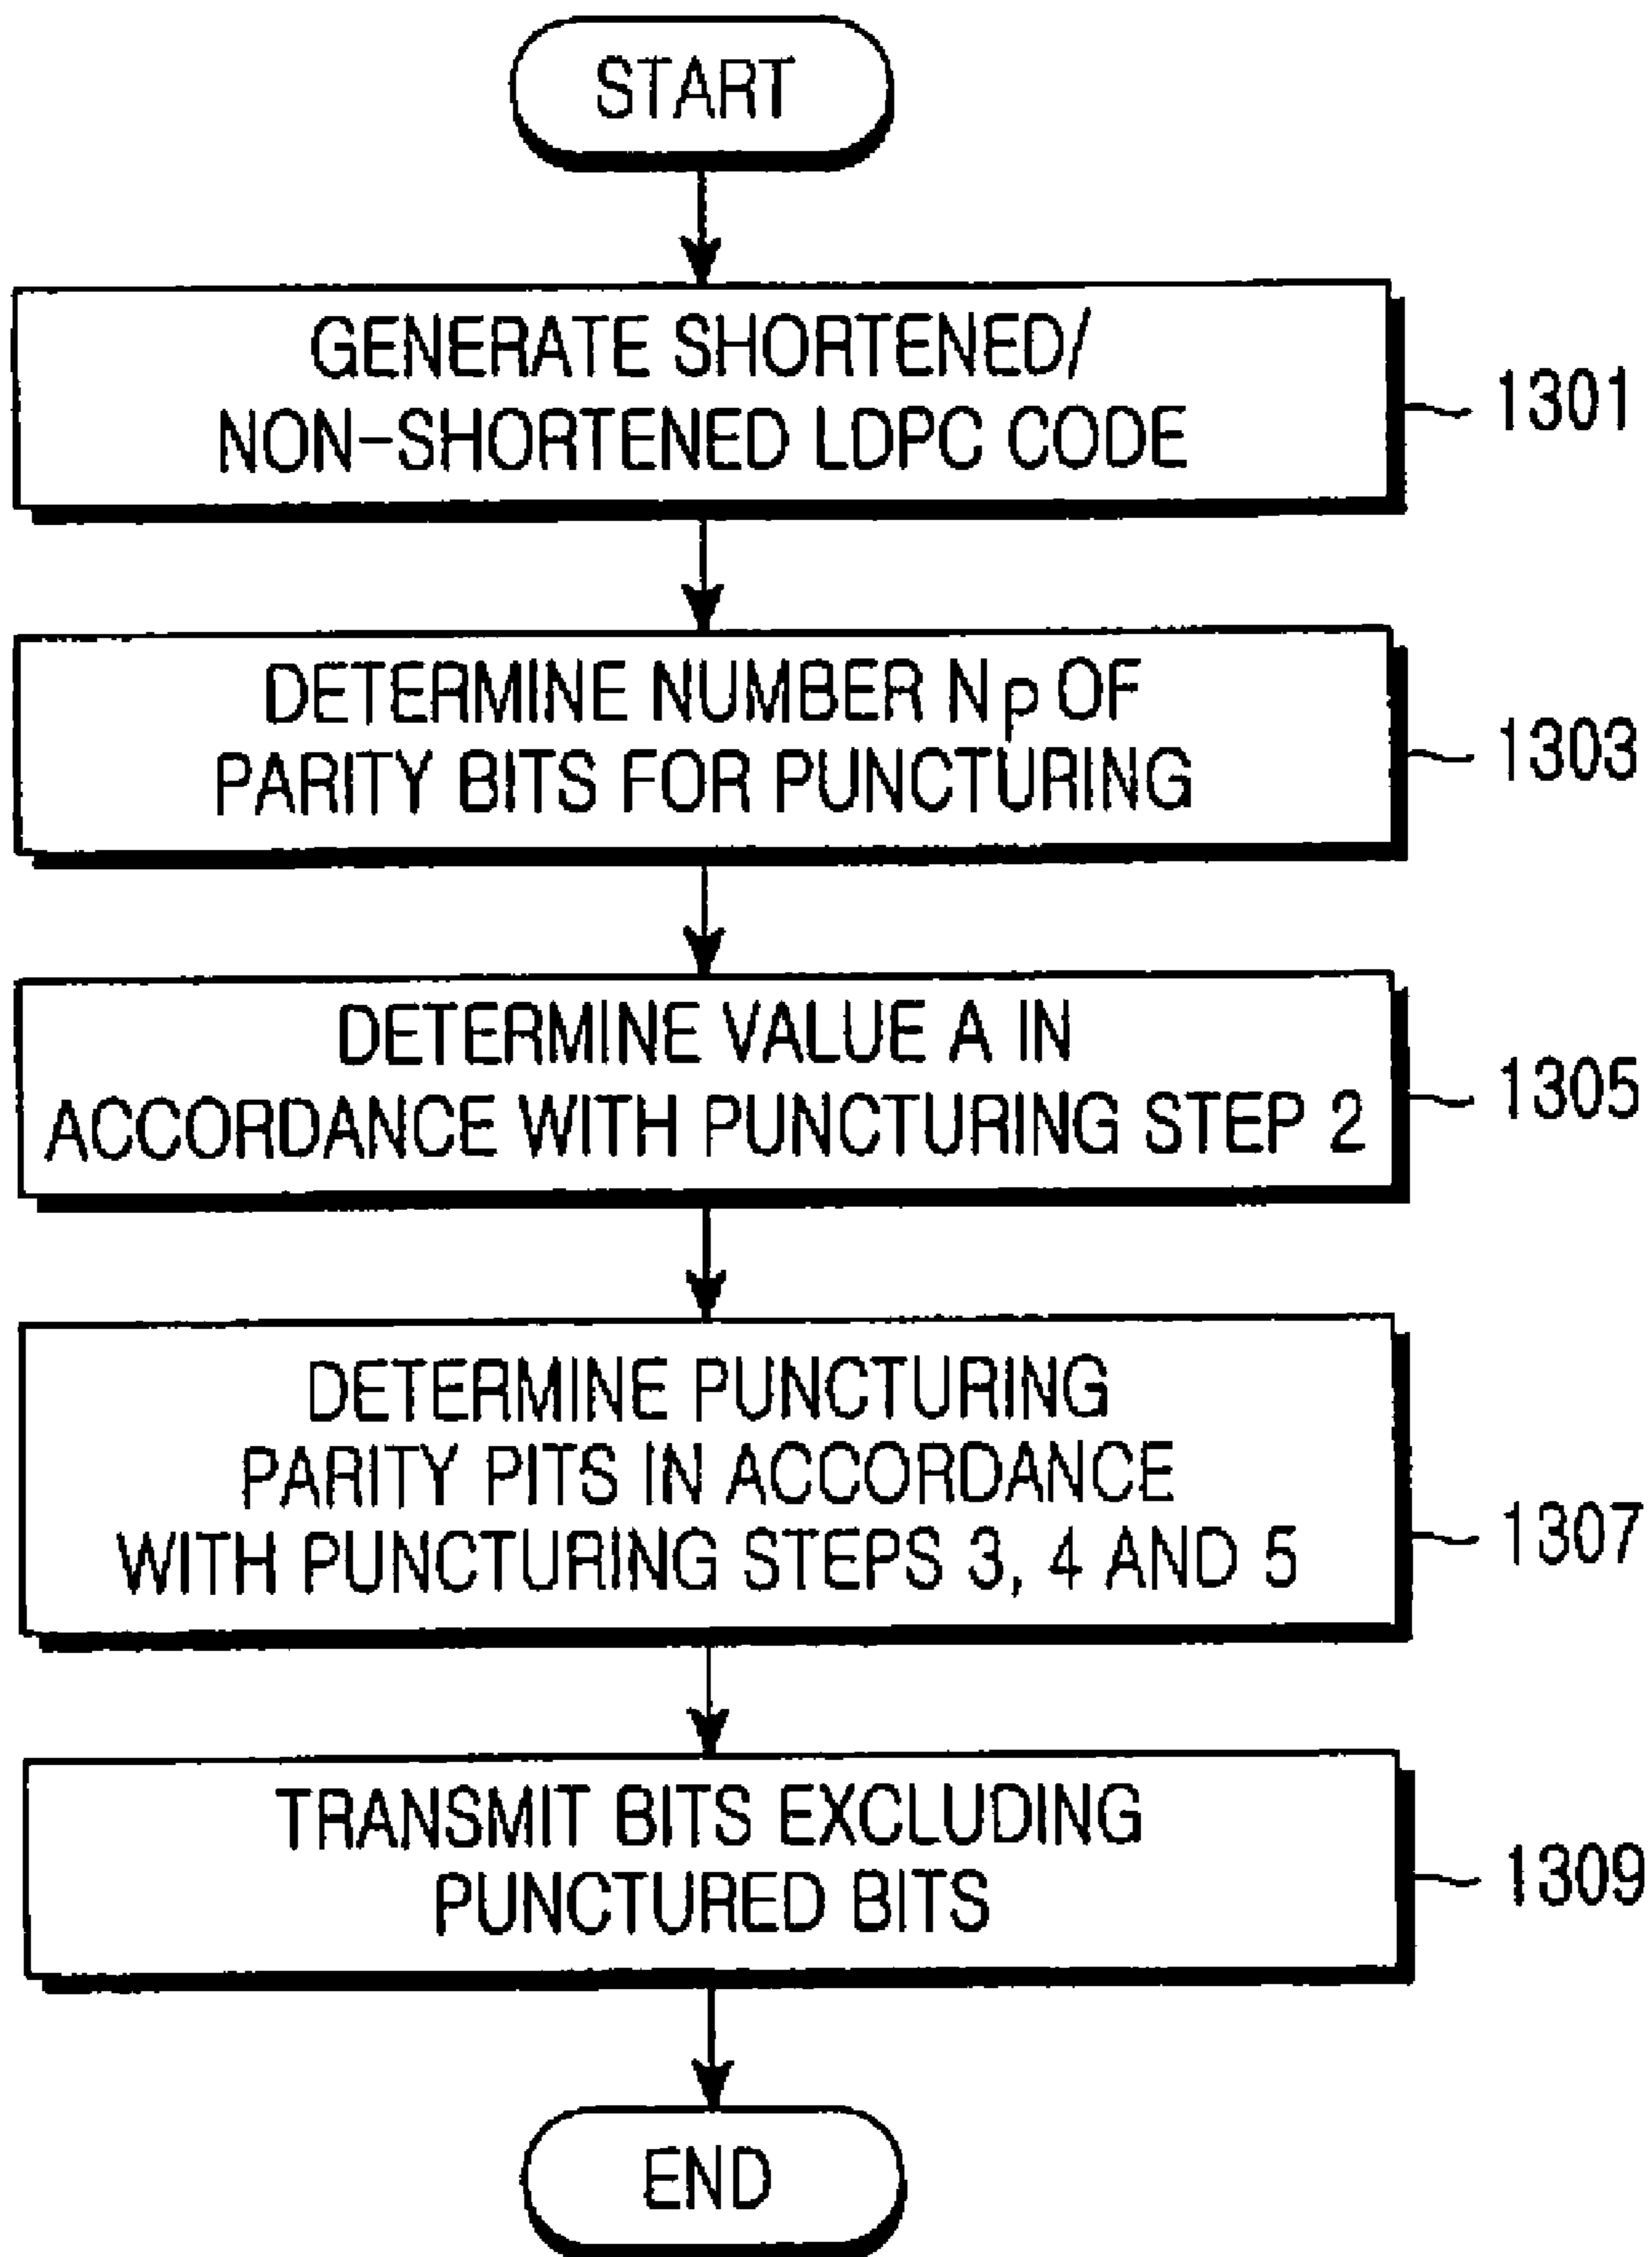 START
GENERATE SHORTENED/
NON-SHORTENED LDPC CODE
1301
DETERMINE NUMBER Np OF
PARITY BITS FOR PUNCTURING
1303
DETERMINE VALUE A IN
ACCORDANCE WITH PUNCTURING STEP 2
1305
DETERMINE PUNCTURING
PARITY PITS IN ACCORDANCE
WITH PUNCTURING STEPS 3, 4 AND 5
1307
TRANSMIT BITS EXCLUDING
PUNCTURED BITS
1309
END